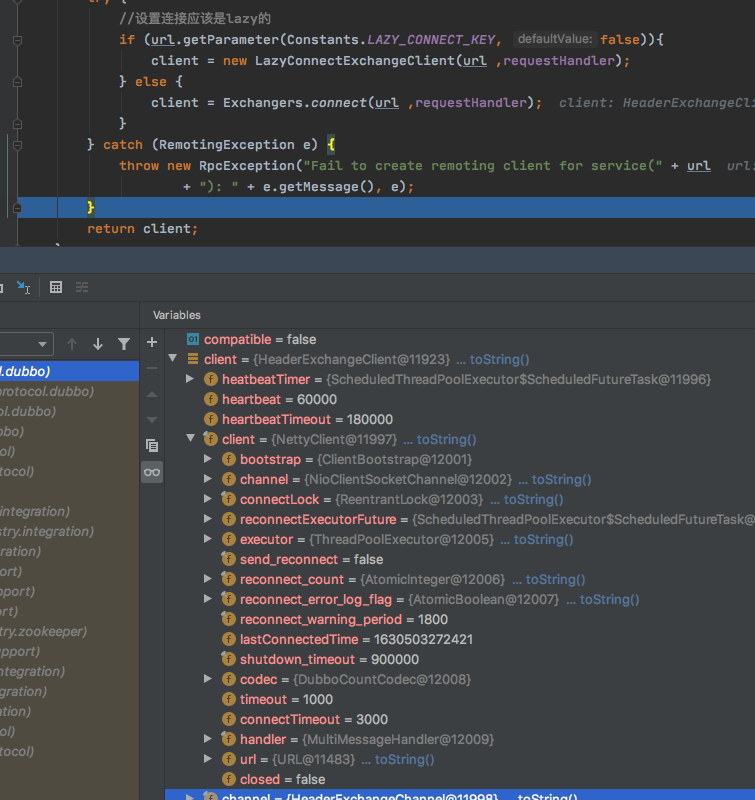 //设置连接应该是lazy的
if (url.getParameter(Constants.LAZY_CONNECT_KEY, defaultValue: false)){
client = new LazyConnectExchangeClient(url ,requestHandler);
} else {
client = Exchangers.connect(url ,requestHandler); client: HeaderExchangeCli
}
} catch (RemotingException e) {
throw new RpcException("Fail to create remoting client for service(" + url url:
+ "): " + e.getMessage(), e);
}
return client;
Variables
compatible = false
client = {HeaderExchangeClient@11923} ... toString()
heatbeatTimer = {ScheduledThreadPoolExecutor$ScheduledFutureTask@11996}
heartbeat = 60000
heartbeatTimeout = 180000
client = {NettyClient@11997} ... toString()
bootstrap = {ClientBootstrap@12001}
channel = {NioClientSocketChannel@12002} ... toString()
connectLock = {ReentrantLock@12003} ... toString()
reconnectExecutorFuture = {ScheduledThreadPoolExecutor$ScheduledFutureTask@
executor = {ThreadPoolExecutor@12005} ... toString()
send_reconnect = false
reconnect_count = {AtomicInteger@12006} ... toString()
reconnect_error_log_flag = {AtomicBoolean@12007} ... toString()
reconnect_warning_period = 1800
lastConnectedTime = 1630503272421
shutdown_timeout = 900000
codec = {DubboCountCodec@12008}
timeout = 1000
connectTimeout = 3000
handler = {MultiMessageHandler@12009}
url = {URL@11483} ... toString()
closed = false
channel = {HeaderExchangeChannel@11998} ... toString()
l.dubbo)
protocol.dubbo)
ol.dubbo)
bbo)
ol)
tocol)
integration)
stry.integration)
ration)
ort)
pport)
ort)
try.zookeeper)
upport)
ntegration)
gration)
ation)
ol)
tocol)